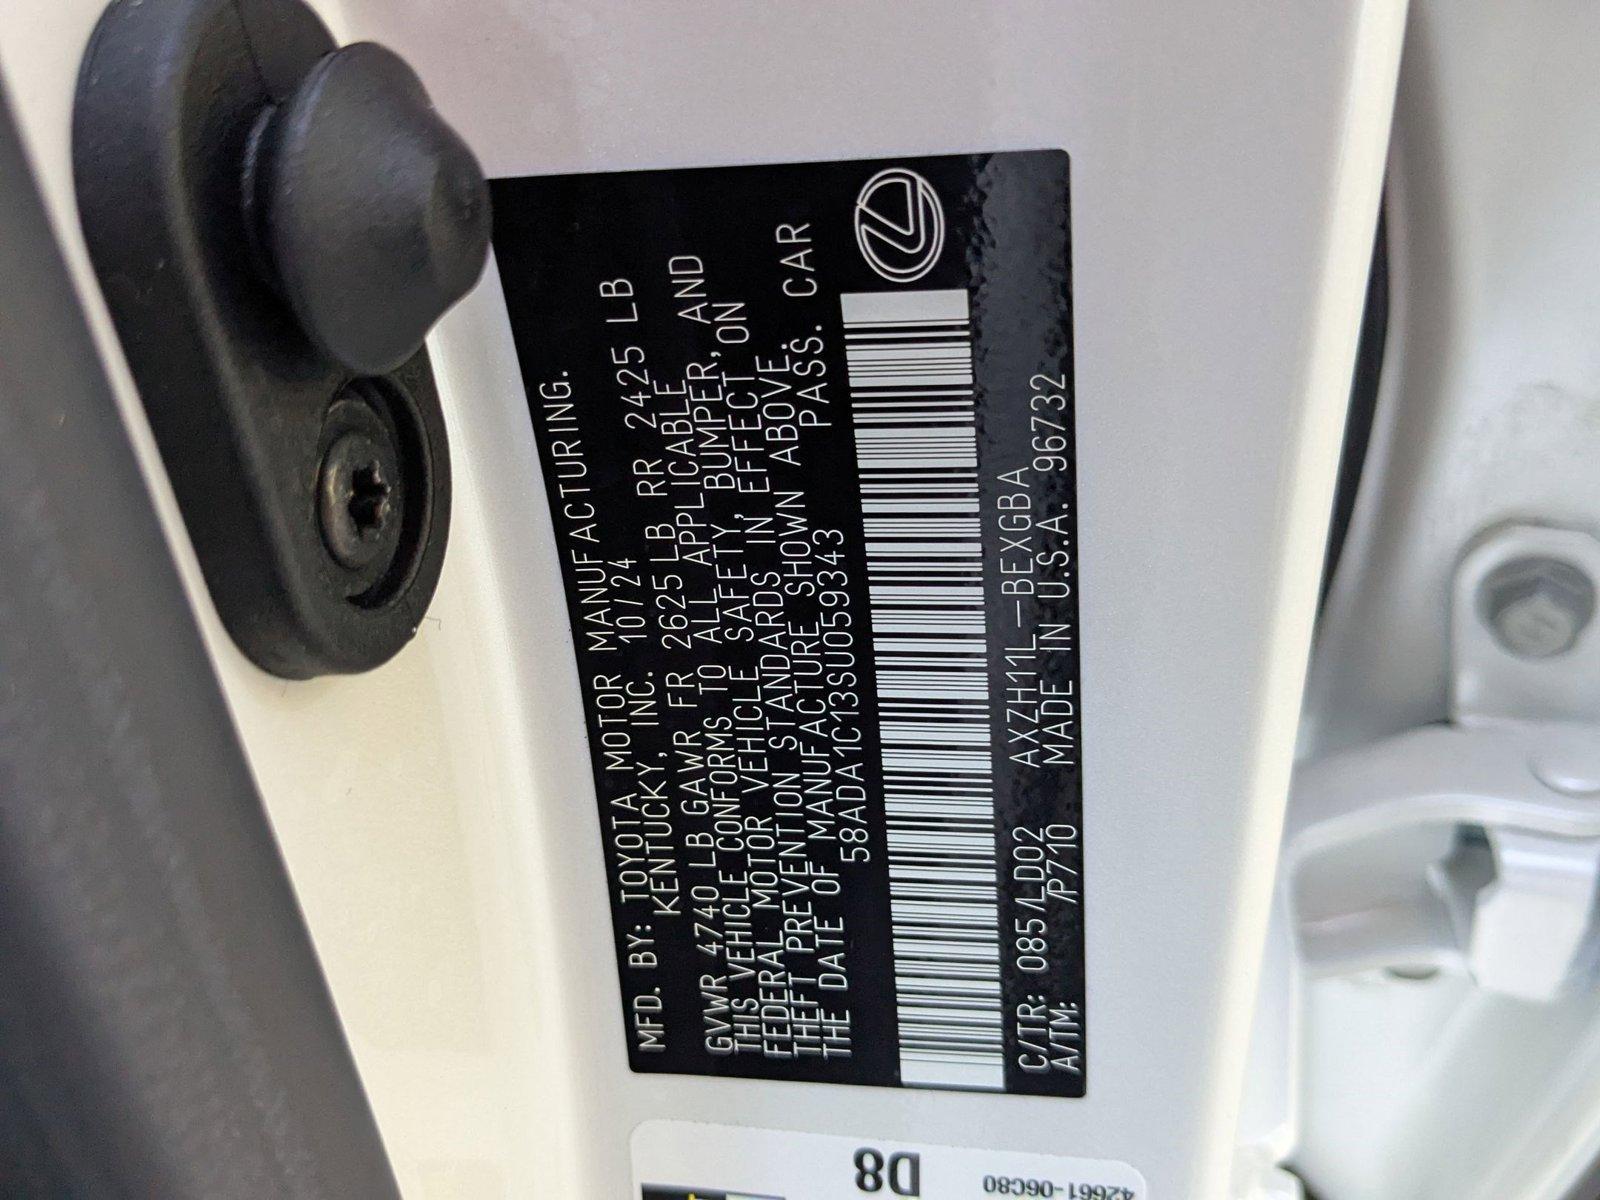 MFD. BY: TOYOTA MOTOR MANUFACTURING.
KENTUCKY, INC. 10/24
GVWR 4740 LB GAWR FR 2625 LB RR 2425 LB
THIS VEHICLE CONFORMS TO ALL APPLICABLE
FEDERAL MOTOR VEHICLE SAFETY, BUMPER, AND
THEFT PREVENTION STANDARDS IN EFFECT ON
THE DATE OF MANUFACTURE SHOWN ABOVE.
58ADA1C13SU059343 PASS. CAR
C/TR: 085/LD02 AXZH11L-BEXGBA
A/TM: /P710 MADE IN U.S.A. 96732
D8
42661-06C80